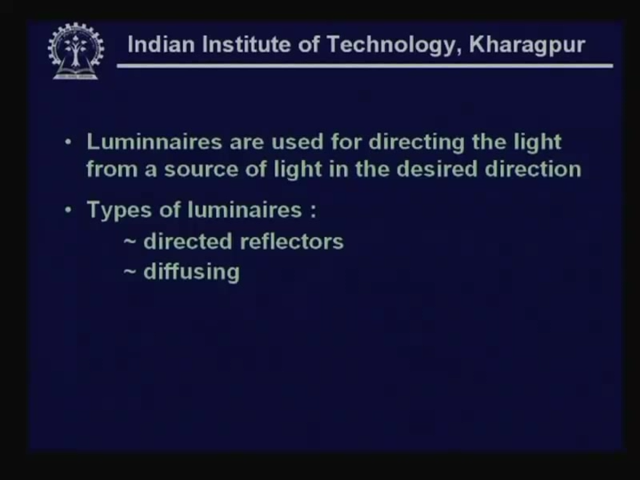 Indian Institute of Technology, Kharagpur
• Luminnaires are used for directing the light
from a source of light in the desired direction
• Types of luminaires :
~ directed reflectors
~ diffusing